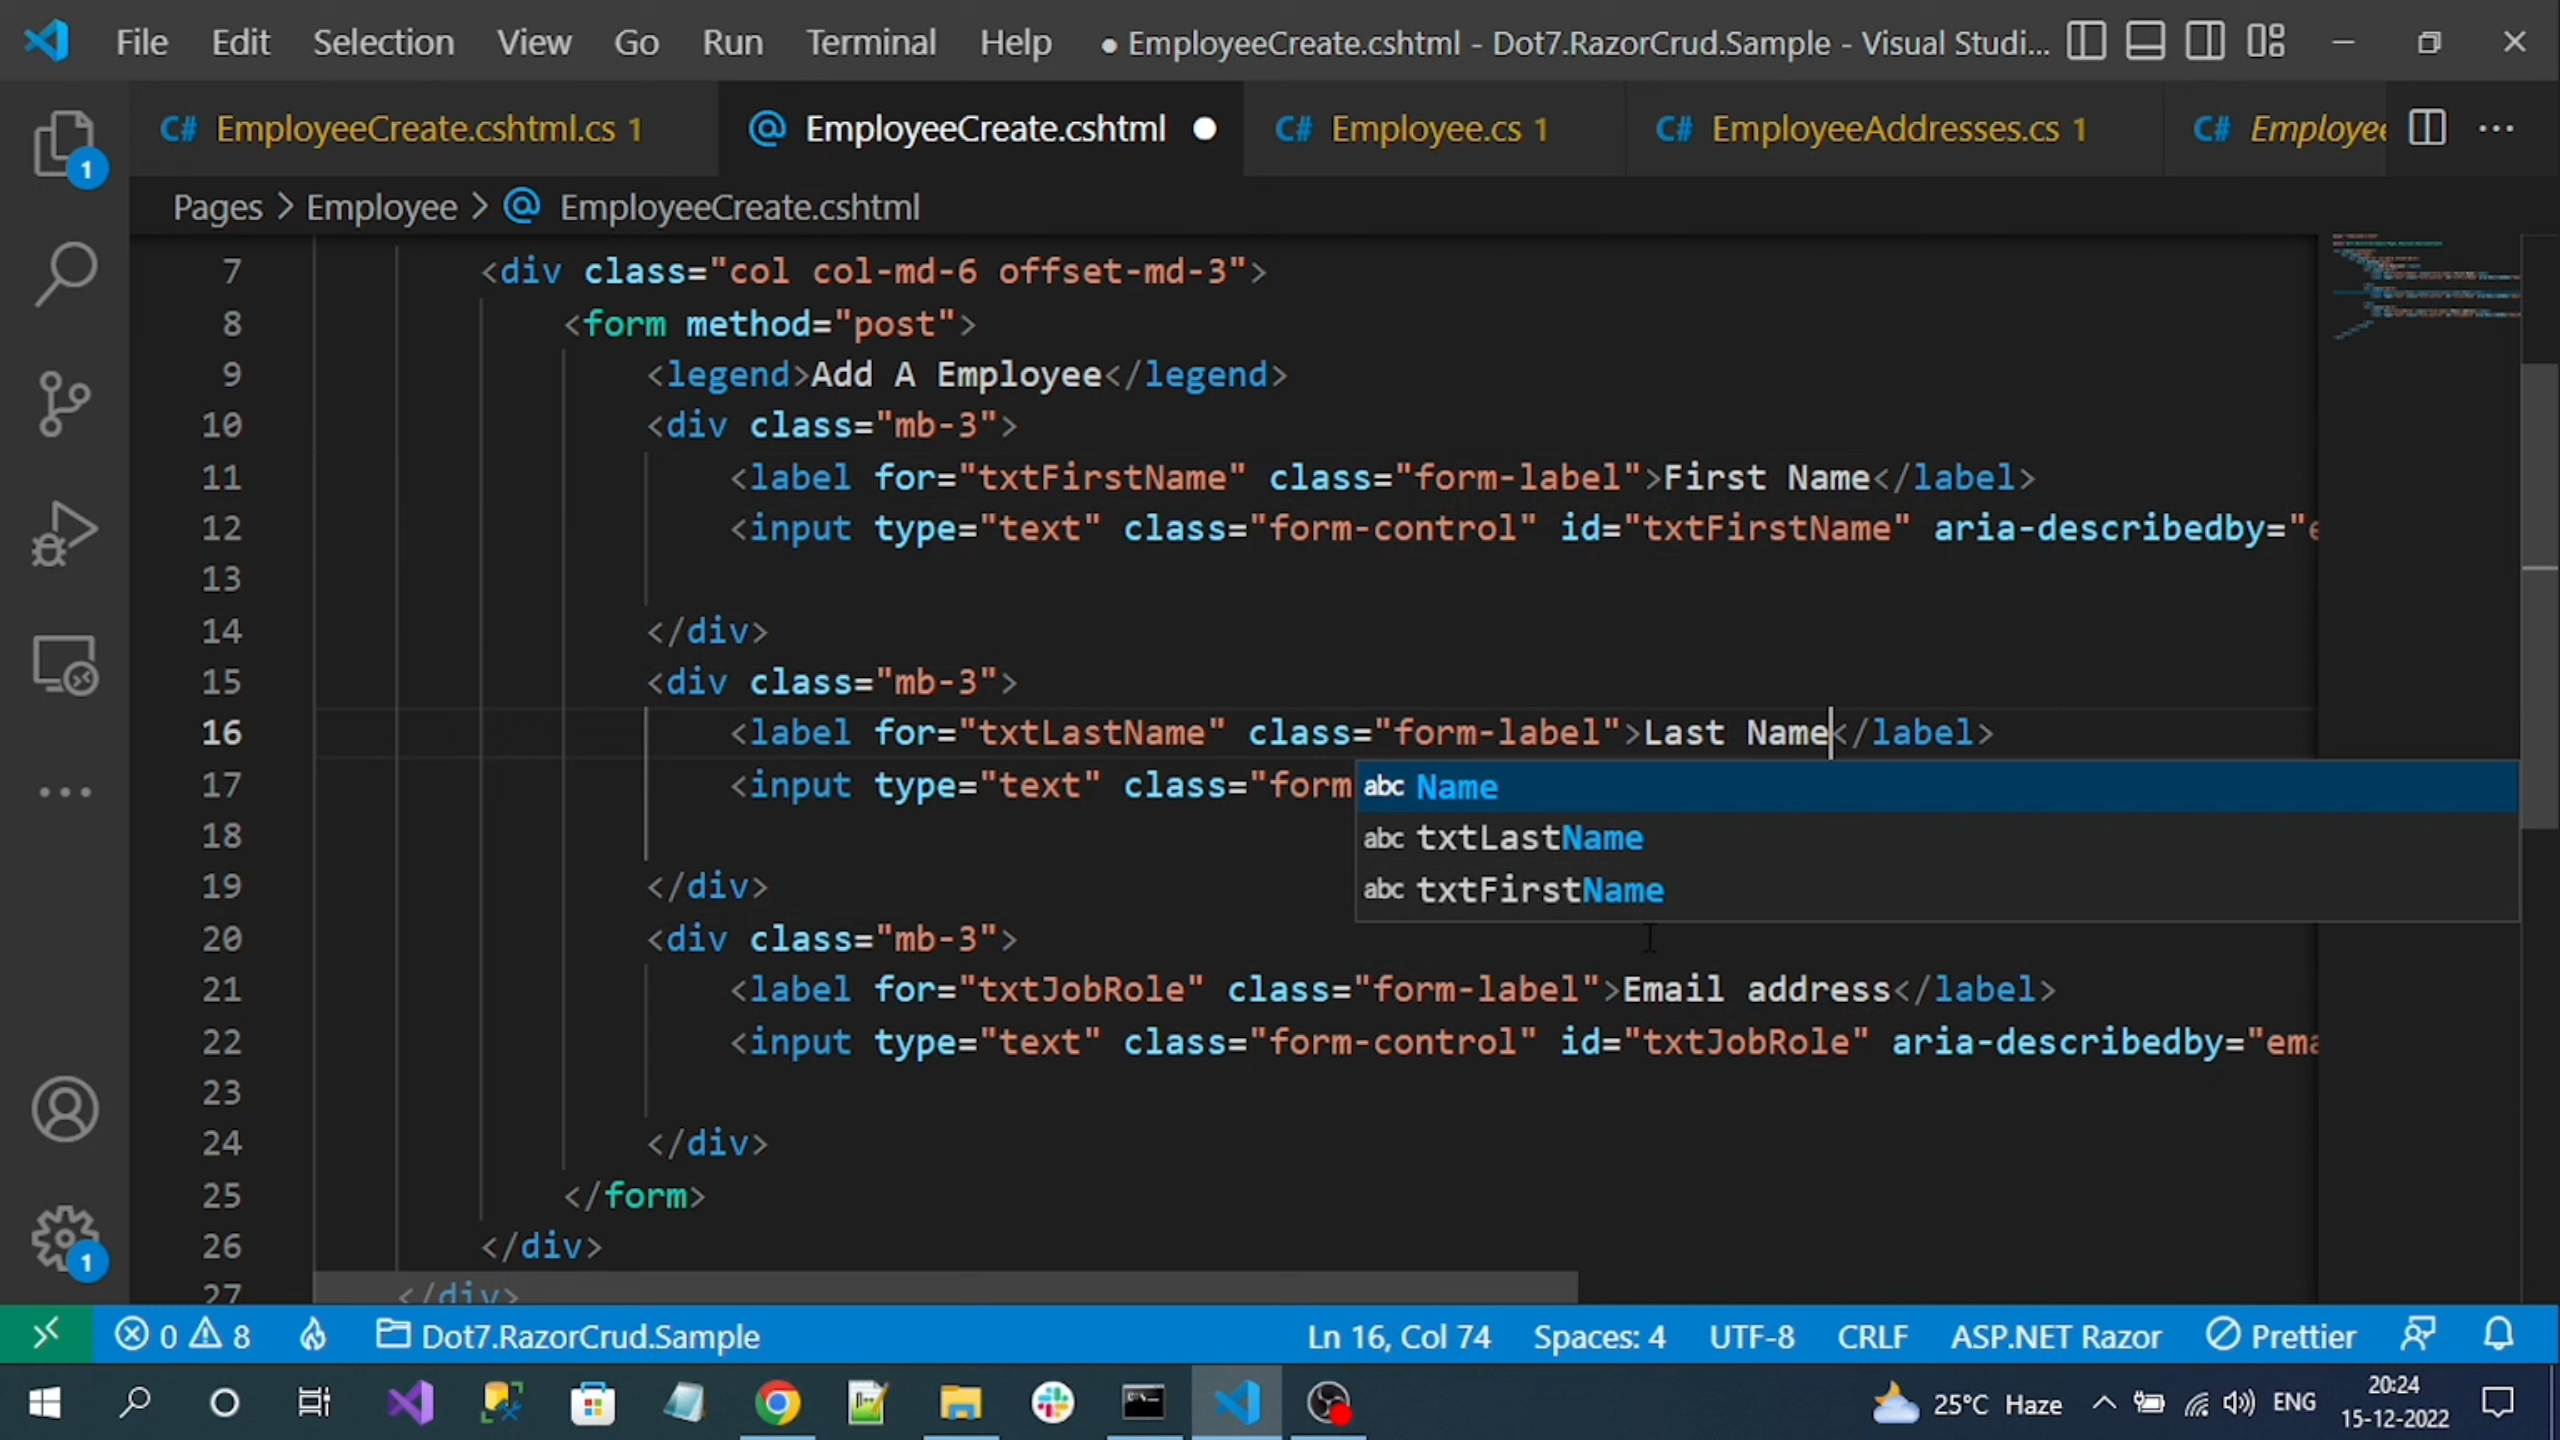 File Edit Selection View Go Run Terminal Help ● EmployeeCreate.cshtml - Dot7.RazorCrud.Sample - Visual Studi...
C# EmployeeCreate.cshtml.cs 1 @ EmployeeCreate.cshtml ● C# Employee.cs 1 C# EmployeeAddresses.cs 1 C# Employee ...
1
Pages > Employee > @ EmployeeCreate.cshtml
7 <div class="col col-md-6 offset-md-3">
8 <form method="post">
9 <legend>Add A Employee</legend>
10 <div class="mb-3">
11 <label for="txtFirstName" class="form-label">First Name</label>
12 <input type="text" class="form-control" id="txtFirstName" aria-describedby="e
13
14 </div>
15 <div class="mb-3">
16 <label for="txtLastName" class="form-label">Last Name</label>
17 <input type="text" class="form
abc Name
18
abc txtLastName
19 </div>
abc txtFirstName
20 <div class="mb-3">
21 <label for="txtJobRole" class="form-label">Email address</label>
22 <input type="text" class="form-control" id="txtJobRole" aria-describedby="ema
23
24 </div>
25 </form>
26 </div>
1
27 </div>
0 8 Dot7.RazorCrud.Sample Ln 16, Col 74 Spaces: 4 UTF-8 CRLF ASP.NET Razor Prettier
25°C Haze ENG 20:24
15-12-2022